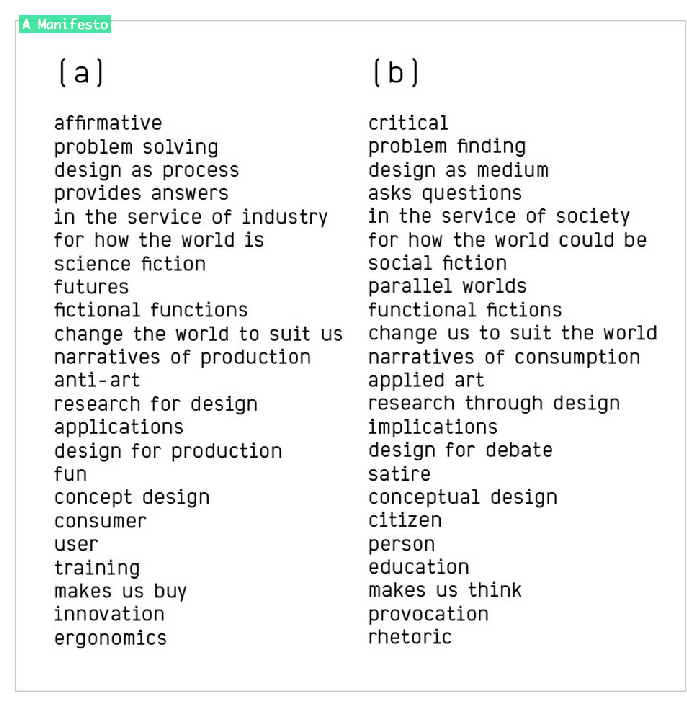 A Manifesto
(a)
affirmative
problem solving
design as process
provides answers
in the service of industry
for how the world is
science fiction
futures
fictional functions
change the world to suit us
narratives of production
anti-art
research for design
applications
design for production
fun
concept design
consumer
user
training
makes us buy
innovation
ergonomics
(b)
critical
problem finding
design as medium
asks questions
in the service of society
for how the world could be
social fiction
parallel worlds
functional fictions
change us to suit the world
narratives of consumption
applied art
research through design
implications
design for debate
satire
conceptual design
citizen
person
education
makes us think
provocation
rhetoric